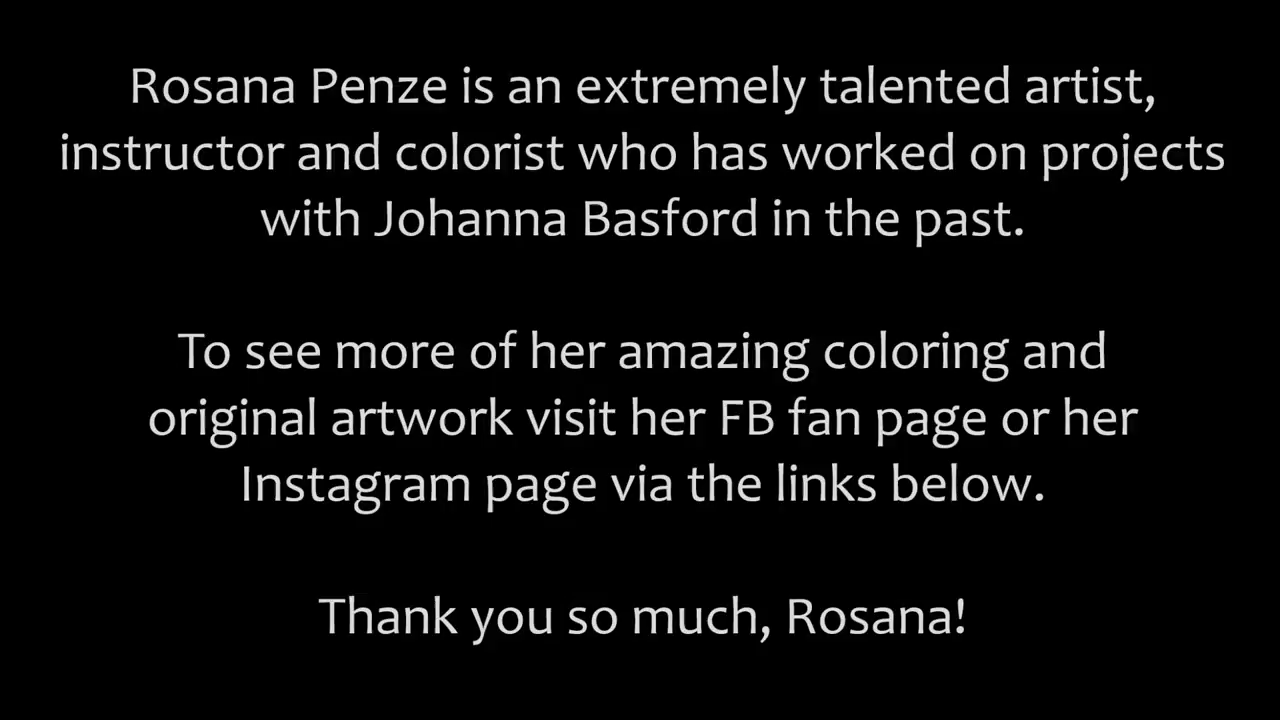 Rosana Penze is an extremely talented artist,
instructor and colorist who has worked on projects
with Johanna Basford in the past.
To see more of her amazing coloring and
original artwork visit her FB fan page or her
Instagram page via the links below.
Thank you so much, Rosana!